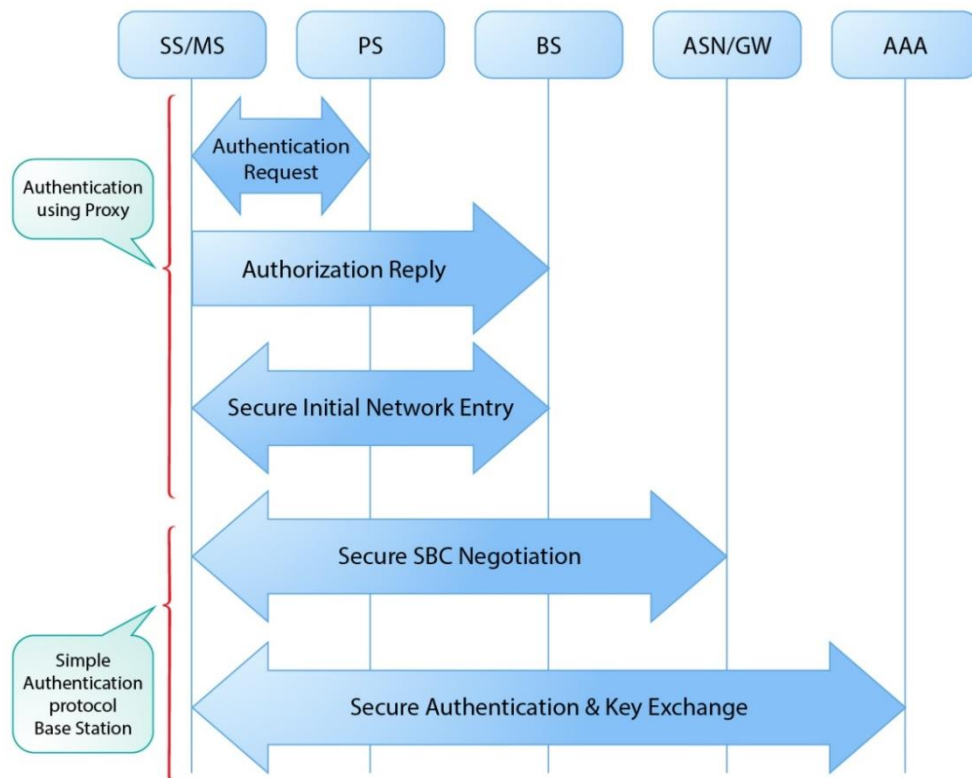 SS/MS
PS
BS
ASN/GW
AAA
Authentication
Request
Authentication
using Proxy
Authorization Reply
Secure Initial Network Entry
Secure SBC Negotiation
Simple
Authentication
protocol
Base Station
Secure Authentication & Key Exchange